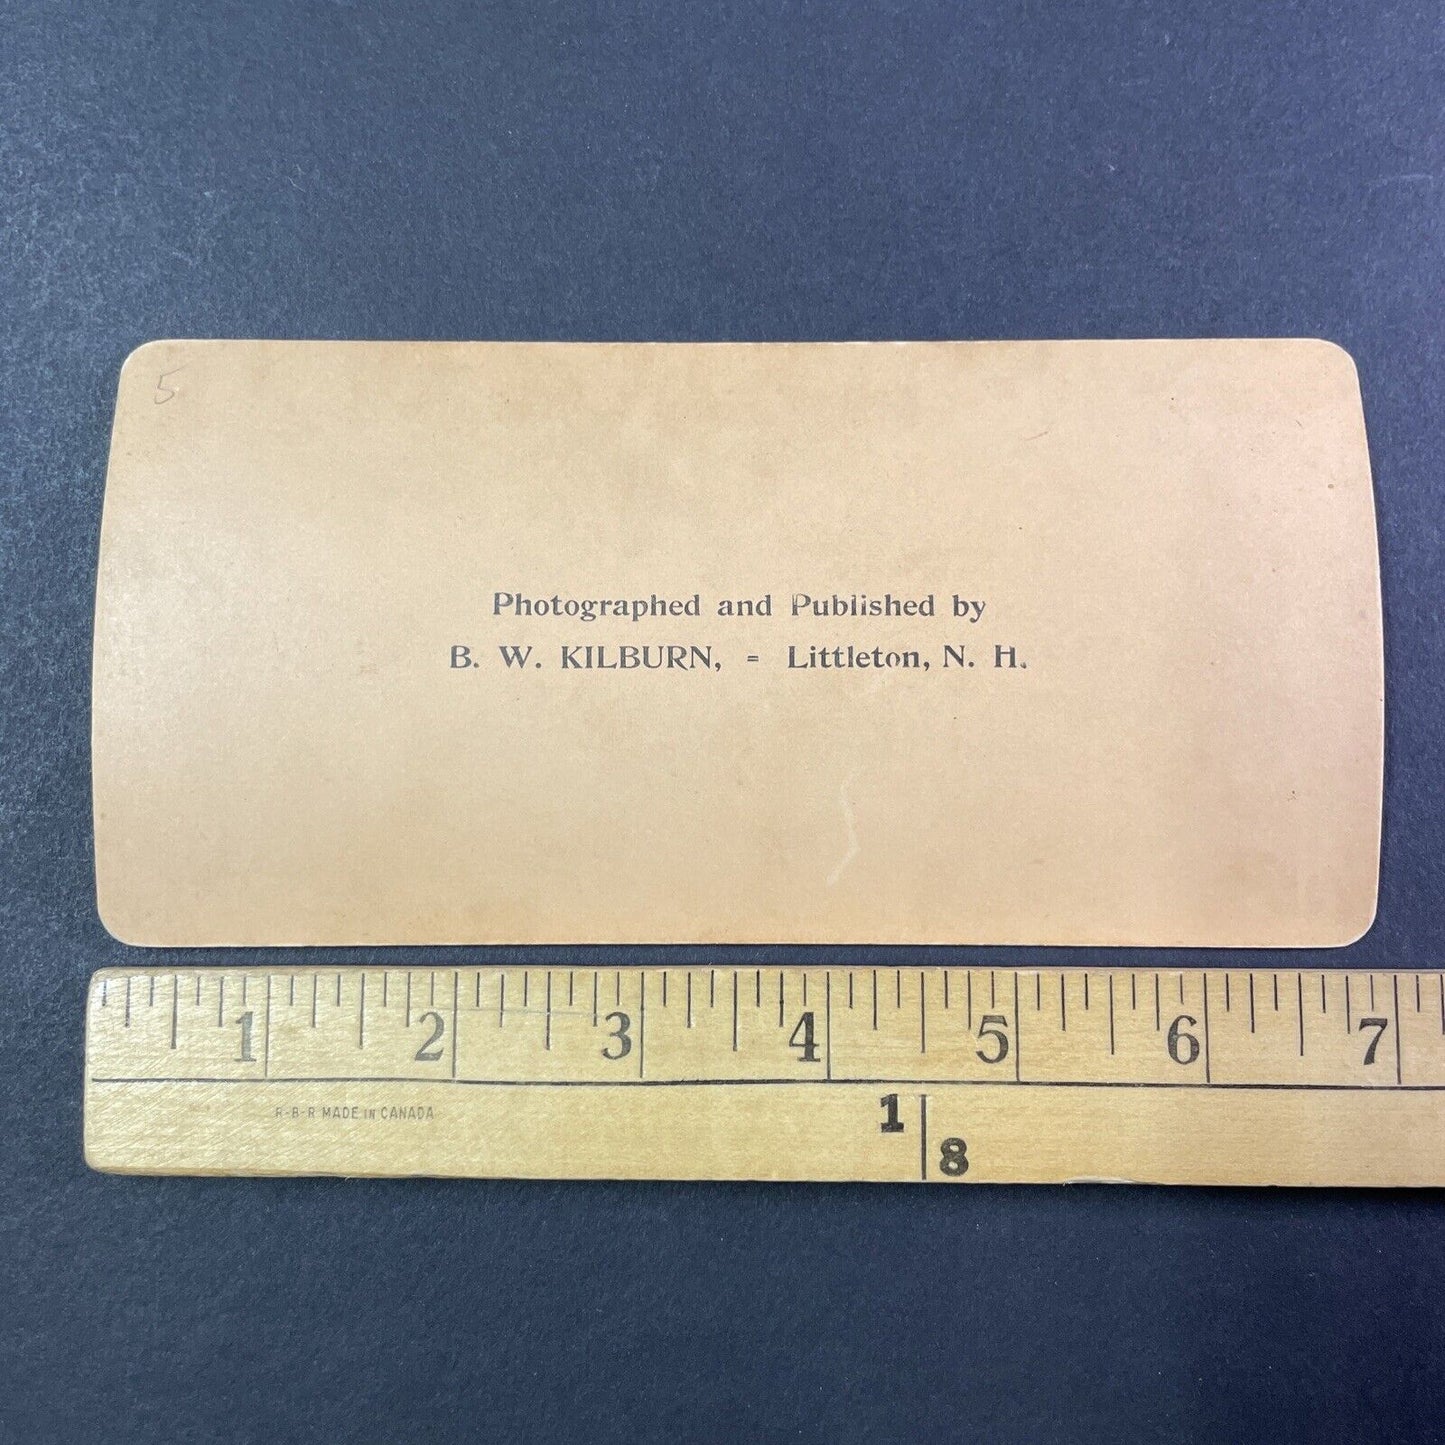 5
Photographed and Published by
B. W. KILBURN, = Littleton, N. H.
1 2 3 4 5 6 7
R-B-R MADE IN CANADA
1
8